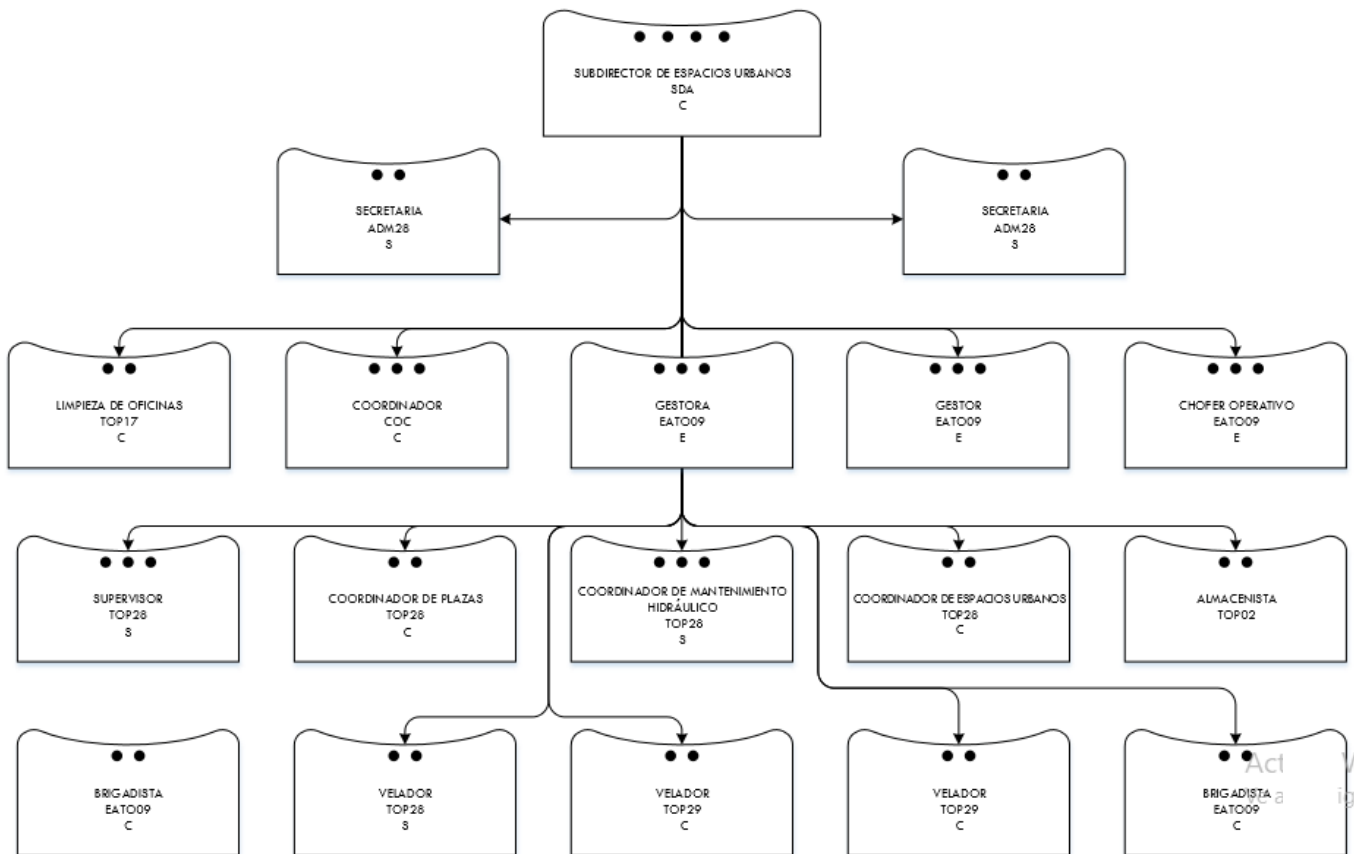 SUBDIRECTOR DE ESPACIOS URBANOS
SDA
C
SECRETARIA
ADM28
S
SECRETARIA
ADM28
S
LIMPIEZA DE OFICINAS
TOP17
C
COORDINADOR
COC
C
GESTORA
EATO09
E
GESTOR
EATO09
E
CHOFER OPERATIVO
EATO09
E
SUPERVISOR
TOP28
S
COORDINADOR DE PLAZAS
TOP28
C
COORDINADOR DE MANTENIMIENTO
HIDRÁULICO
TOP28
S
COORDINADOR DE ESPACIOS URBANOS
TOP28
C
ALMACENISTA
TOP02
BRIGADISTA
EATO09
C
VELADOR
TOP28
S
VELADOR
TOP29
C
VELADOR
TOP29
C
BRIGADISTA
EATO09
C